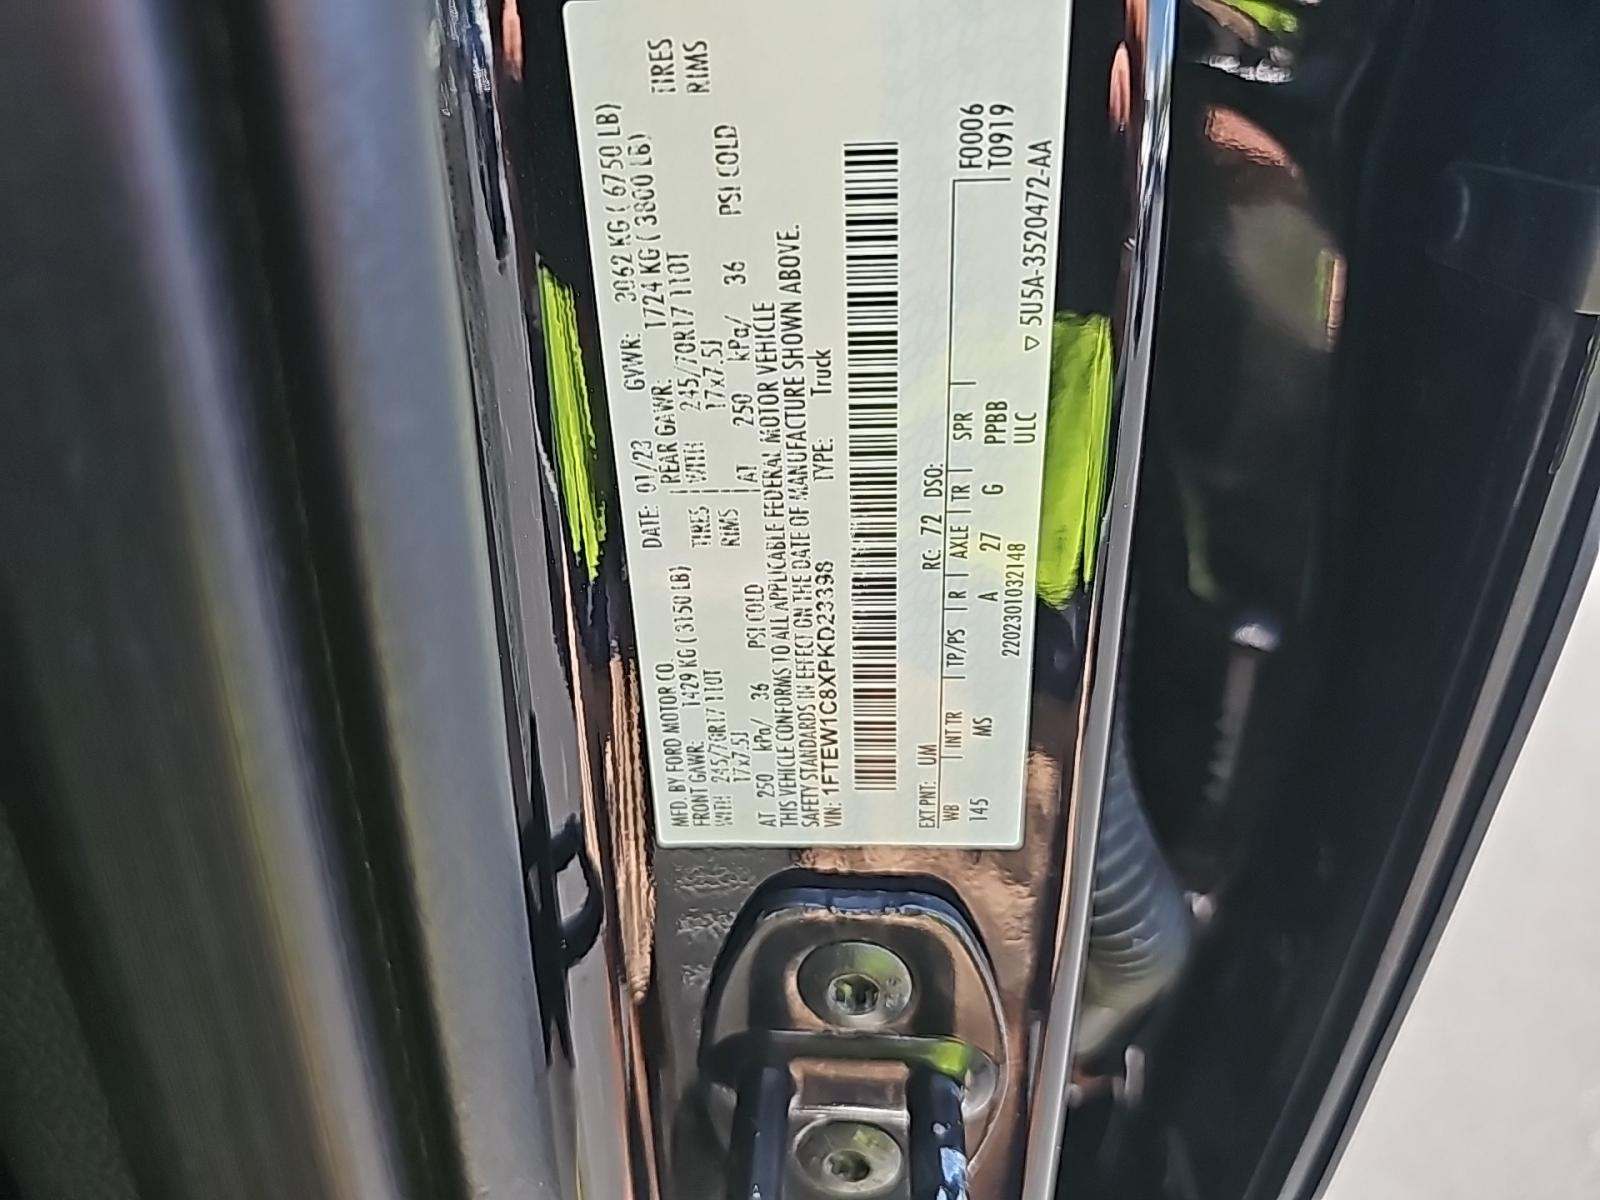 MFD. BY FORD MOTOR CO.
DATE: 01/23 GVWR: 3062 KG ( 6750 LB)
FRONT GAWR: 1429 KG ( 3150 LB) REAR GAWR: 1724 KG ( 3800 LB)
WITH 245/70R17 110T TIRES WITH 245/70R17 110T TIRES
17x7.5J RIMS 17x7.5J RIMS
AT 250 kPa/ 36 PSI COLD AT 250 kPa/ 36 PSI COLD
THIS VEHICLE CONFORMS TO ALL APPLICABLE FEDERAL MOTOR VEHICLE
SAFETY STANDARDS IN EFFECT ON THE DATE OF MANUFACTURE SHOWN ABOVE.
VIN: 1FTEW1C8XPKD23398 TYPE: Truck
EXT PNT: UM RC: 72 DSO: F0006
WB INT TR TP/PS R AXLE TR SPR T0919
145 MS A 27 G PPBB
2202301032148 ULC
▽ 5U5A-3520472-AA